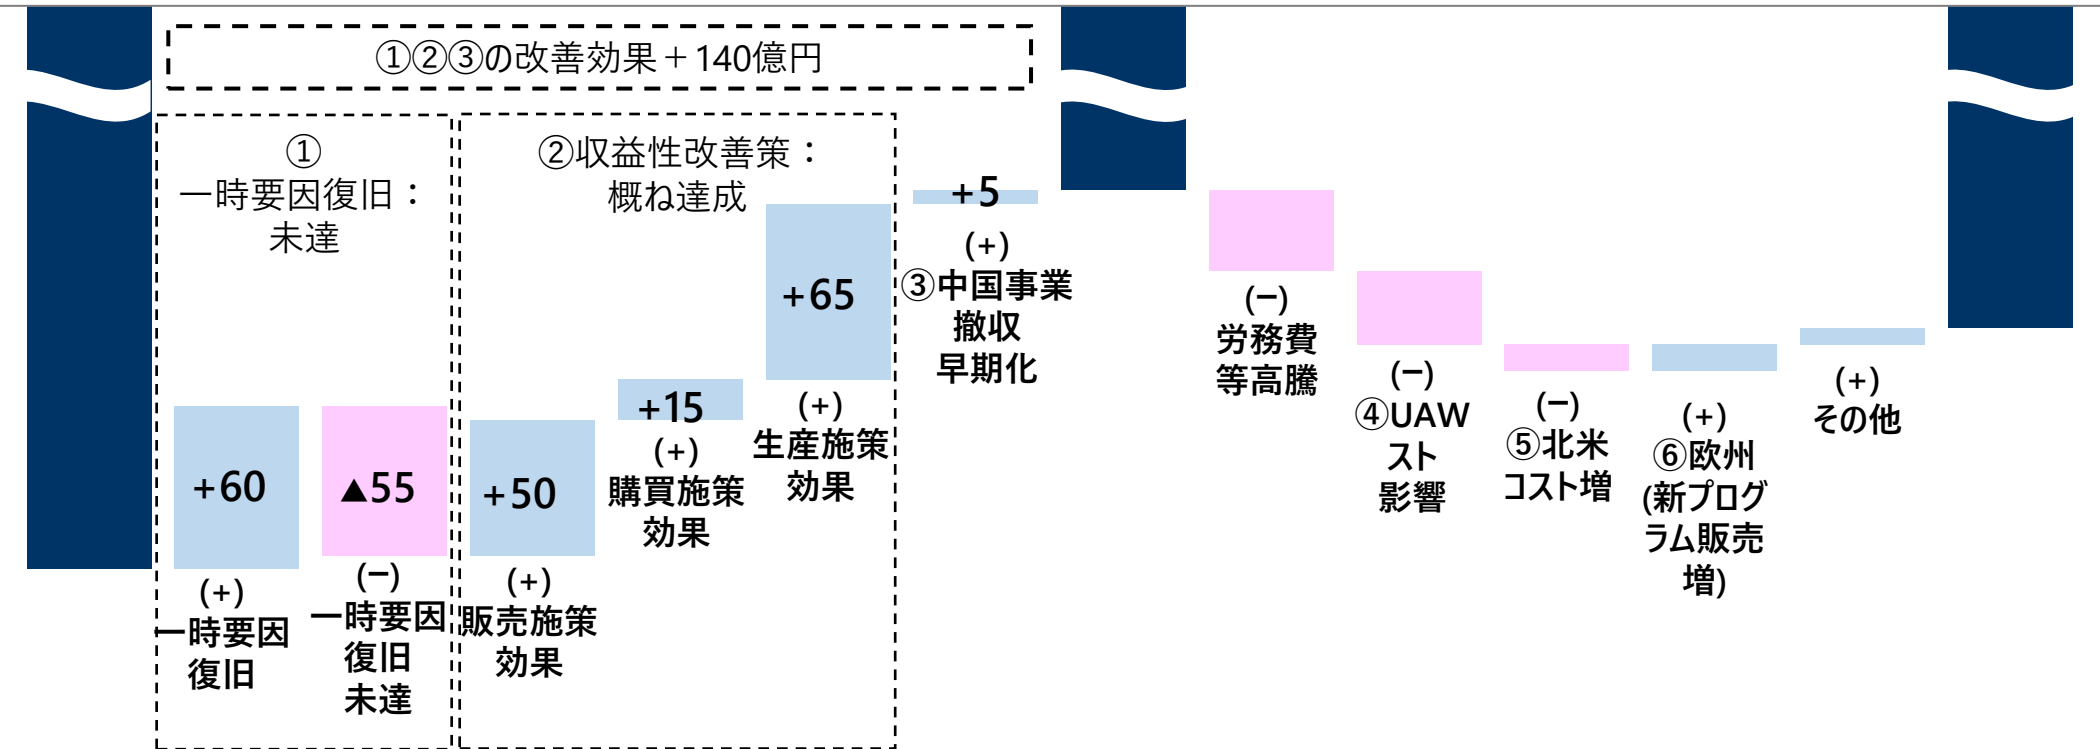 ①②③の改善効果＋140億円
①
一時要因復旧：
未達
②収益性改善策：
概ね達成
+60
(+)
一時要因
復旧
▲55
(−)
一時要因
復旧
未達
+50
(+)
販売施策
効果
+15
(+)
購買施策
効果
+65
(+)
生産施策
効果
+5
(+)
③中国事業
撤収
早期化
(−)
労務費
等高騰
(−)
④UAW
スト
影響
(−)
⑤北米
コスト増
(+)
⑥欧州
(新プログ
ラム販売
増)
(+)
その他